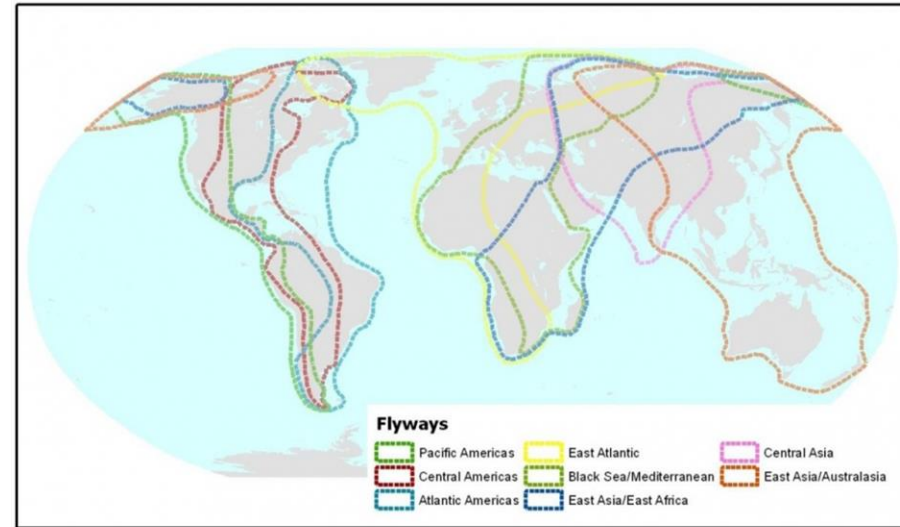 Flyways
Pacific Americas
East Atlantic
Central Asia
Central Americas
Black Sea/Mediterranean
East Asia/Australasia
Atlantic Americas
East Asia/East Africa